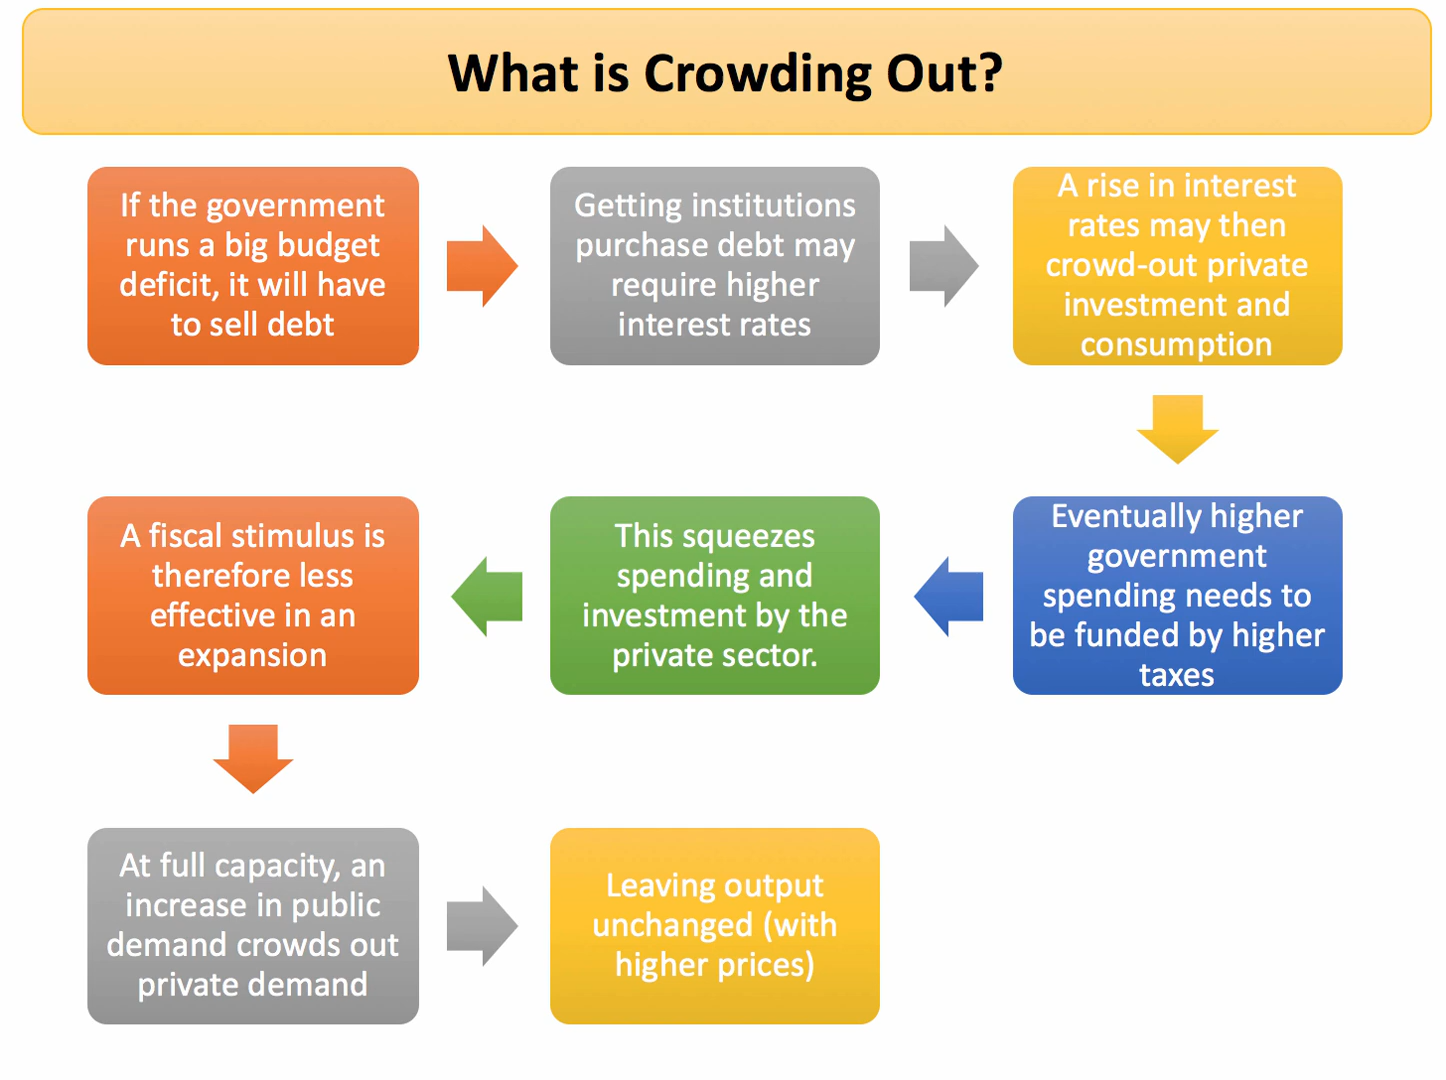 What is Crowding Out?
If the government
runs a big budget
deficit, it will have
to sell debt
Getting institutions
purchase debt may
require higher
interest rates
A rise in interest
rates may then
crowd-out private
investment and
consumption
Eventually higher
government
spending needs to
be funded by higher
taxes
This squeezes
spending and
investment by the
private sector.
A fiscal stimulus is
therefore less
effective in an
expansion
At full capacity, an
increase in public
demand crowds out
private demand
Leaving output
unchanged (with
higher prices)